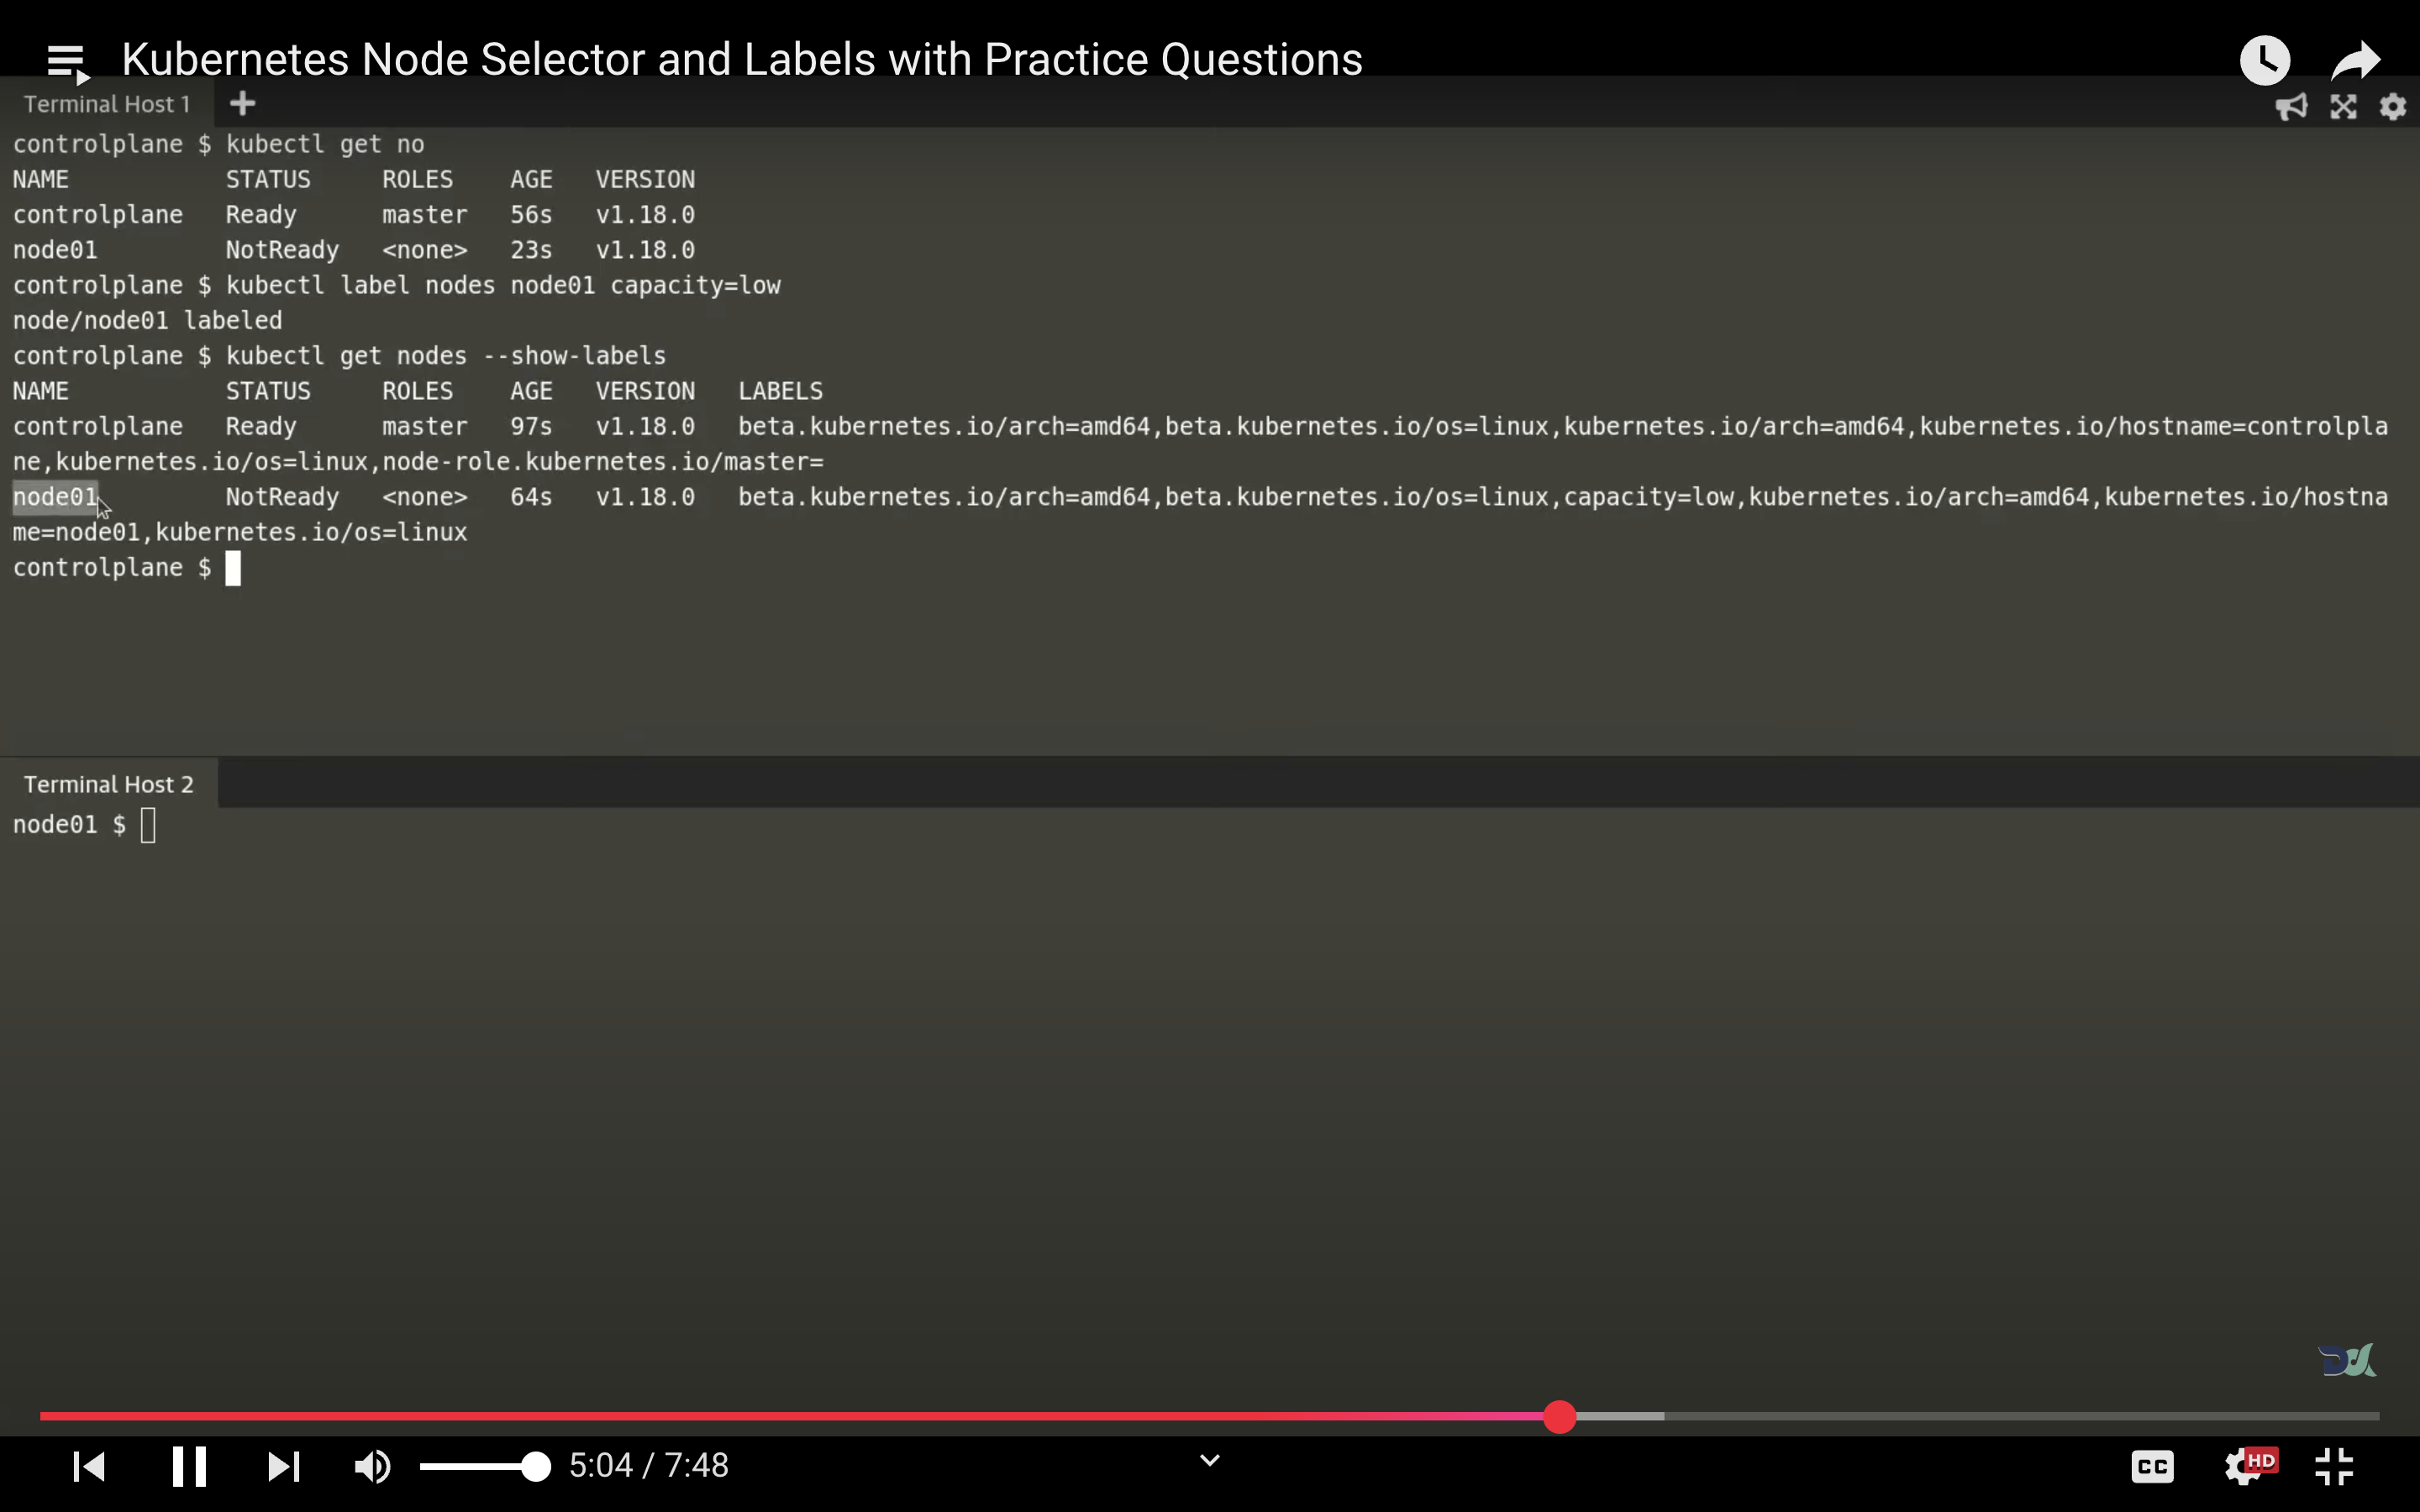 Kubernetes Node Selector and Labels with Practice Questions
Terminal Host 1
controlplane $ kubectl get no
NAME STATUS ROLES AGE VERSION
controlplane Ready master 56s v1.18.0
node01 NotReady <none> 23s v1.18.0
controlplane $ kubectl label nodes node01 capacity=low
node/node01 labeled
controlplane $ kubectl get nodes --show-labels
NAME STATUS ROLES AGE VERSION LABELS
controlplane Ready master 97s v1.18.0 beta.kubernetes.io/arch=amd64,beta.kubernetes.io/os=linux,kubernetes.io/arch=amd64,kubernetes.io/hostname=controlpla
ne,kubernetes.io/os=linux,node-role.kubernetes.io/master=
node01 NotReady <none> 64s v1.18.0 beta.kubernetes.io/arch=amd64,beta.kubernetes.io/os=linux,capacity=low,kubernetes.io/arch=amd64,kubernetes.io/hostna
me=node01,kubernetes.io/os=linux
controlplane $
Terminal Host 2
node01 $
5:04 / 7:48
CC
HD